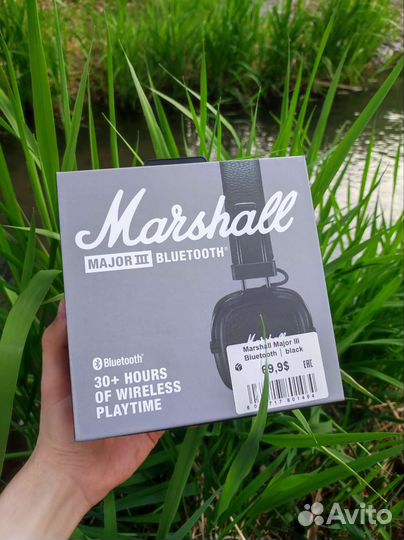 Marshall
MAJOR III BLUETOOTH®
Marshall
Marshall Major III
Bluetooth | black
69,9$
EAC
Bluetooth®
30+ HOURS
OF WIRELESS
PLAYTIME
Avito